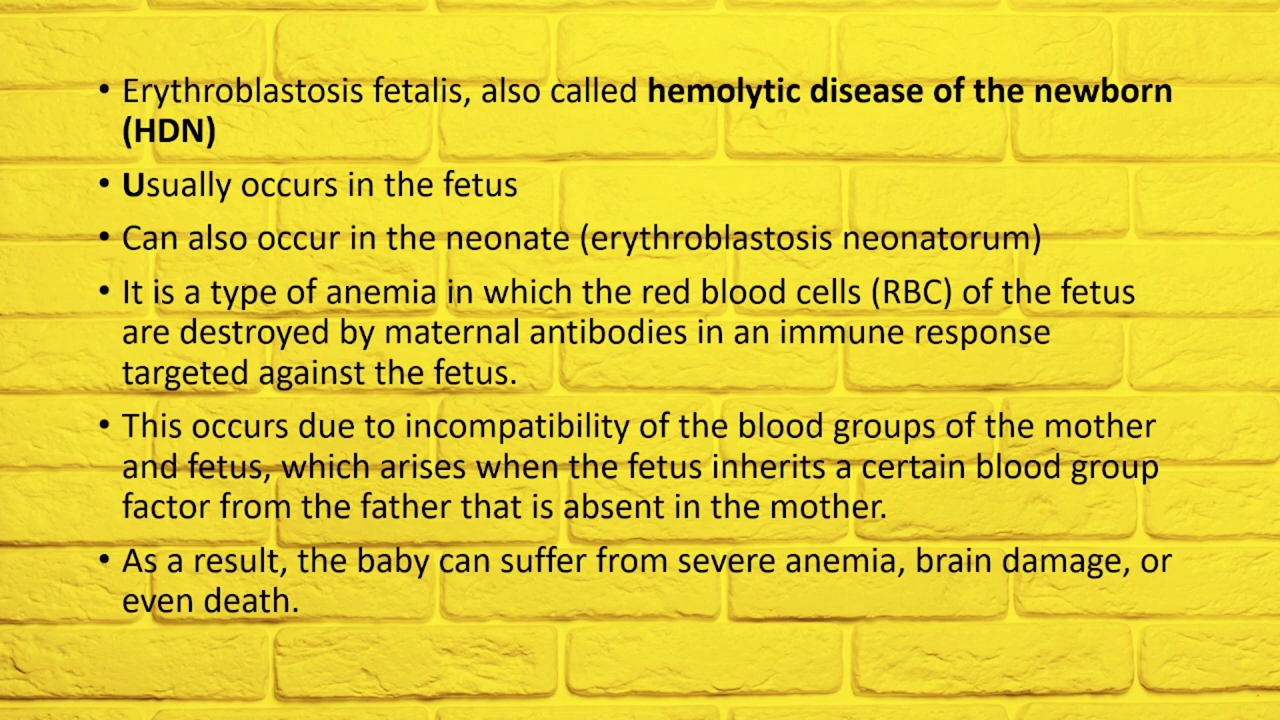 • Erythroblastosis fetalis, also called hemolytic disease of the newborn
(HDN)
• Usually occurs in the fetus
• Can also occur in the neonate (erythroblastosis neonatorum)
• It is a type of anemia in which the red blood cells (RBC) of the fetus
are destroyed by maternal antibodies in an immune response
targeted against the fetus.
• This occurs due to incompatibility of the blood groups of the mother
and fetus, which arises when the fetus inherits a certain blood group
factor from the father that is absent in the mother.
• As a result, the baby can suffer from severe anemia, brain damage, or
even death.